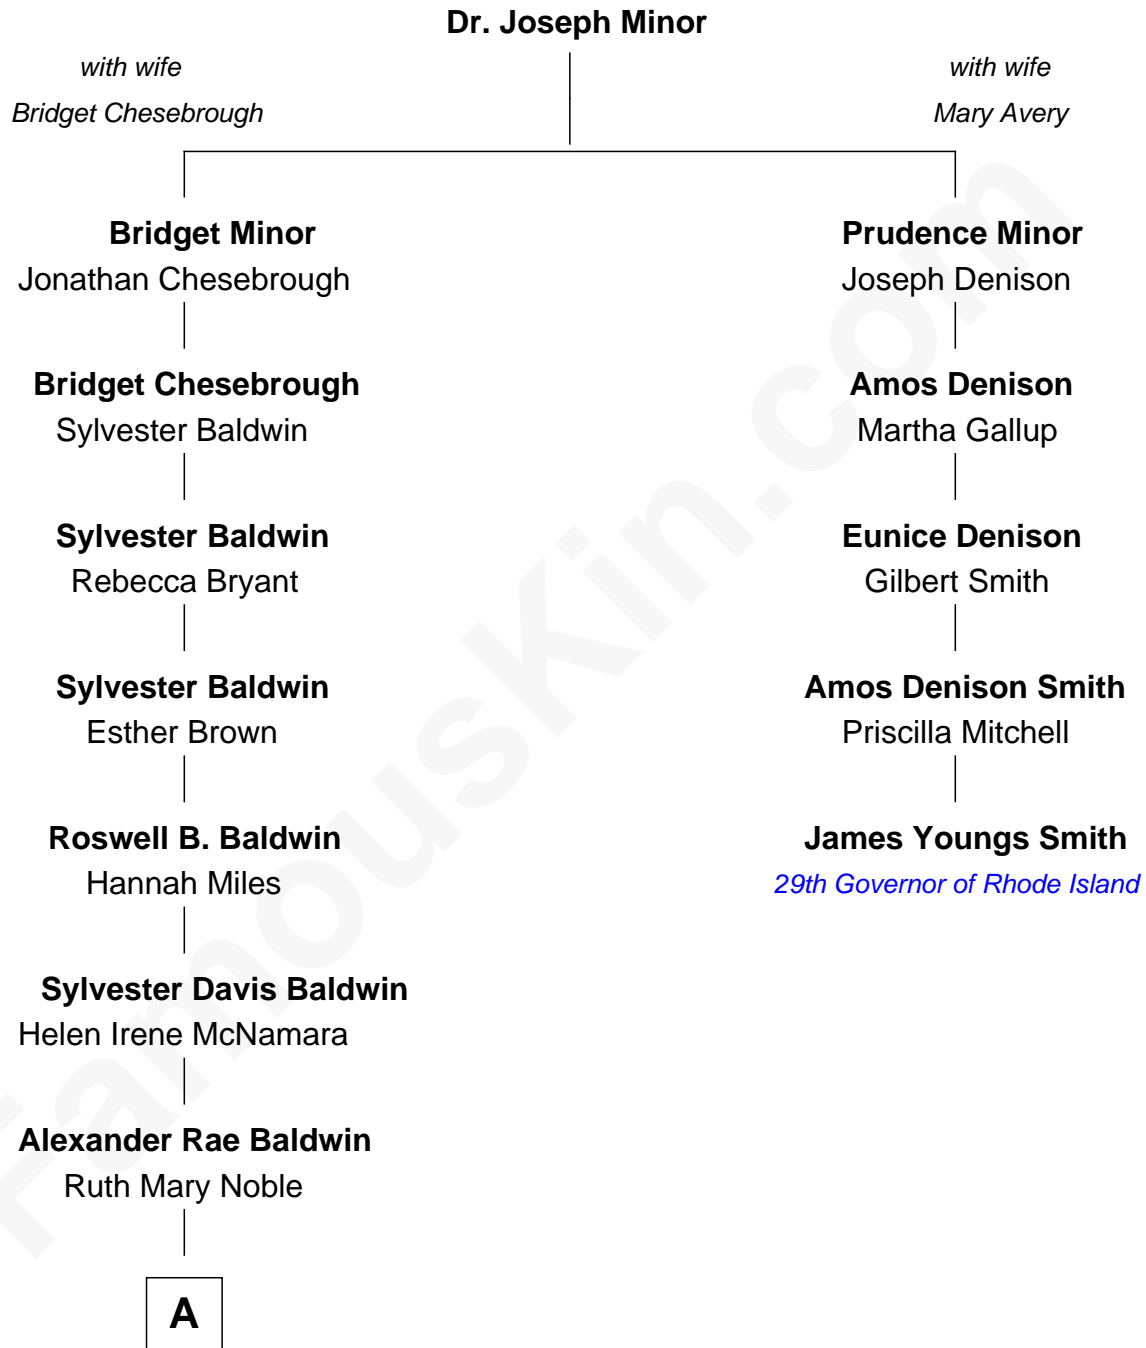 Dr. Joseph Minor
with wife
Bridget Chesebrough
with wife
Mary Avery
Bridget Minor
Jonathan Chesebrough
Prudence Minor
Joseph Denison
Bridget Chesebrough
Sylvester Baldwin
Amos Denison
Martha Gallup
Sylvester Baldwin
Rebecca Bryant
Eunice Denison
Gilbert Smith
Sylvester Baldwin
Esther Brown
Amos Denison Smith
Priscilla Mitchell
Roswell B. Baldwin
Hannah Miles
James Youngs Smith
29th Governor of Rhode Island
Sylvester Davis Baldwin
Helen Irene McNamara
Alexander Rae Baldwin
Ruth Mary Noble
A
FamousKin.com